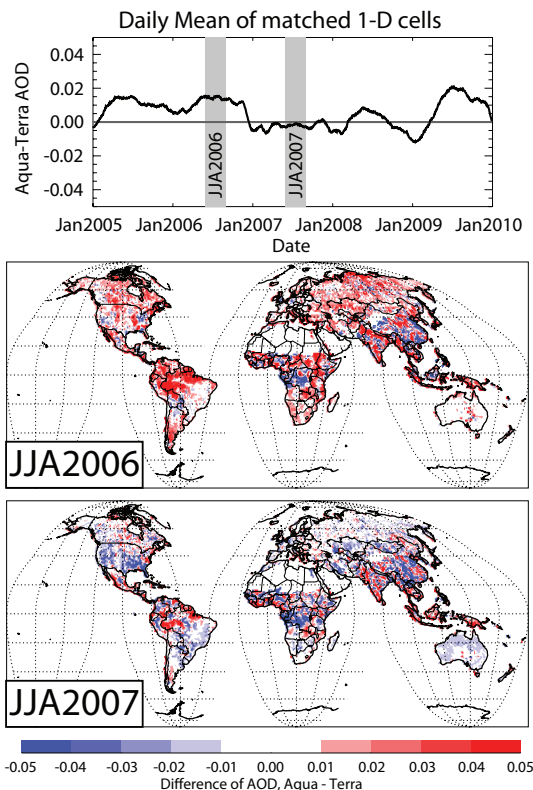 Daily Mean of matched 1-D cells
Aqua-Terra AOD
0.04
0.02
0.00
-0.02
-0.04
JJA2006
JJA2007
Jan2005 Jan2006 Jan2007 Jan2008 Jan2009 Jan2010
Date
JJA2006
JJA2007
-0.05 -0.04 -0.03 -0.02 -0.01 0.00 0.01 0.02 0.03 0.04 0.05
Difference of AOD, Aqua - Terra